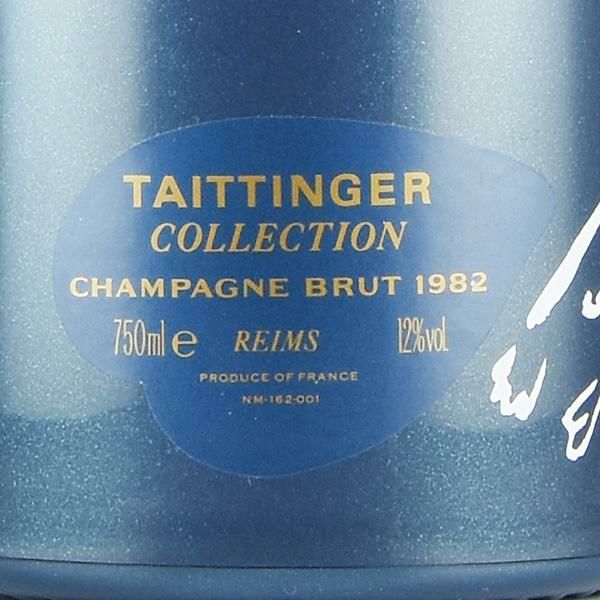 TAITTINGER
COLLECTION
CHAMPAGNE BRUT 1982
750ml e REIMS 12%vol.
PRODUCE OF FRANCE
NM-162-001